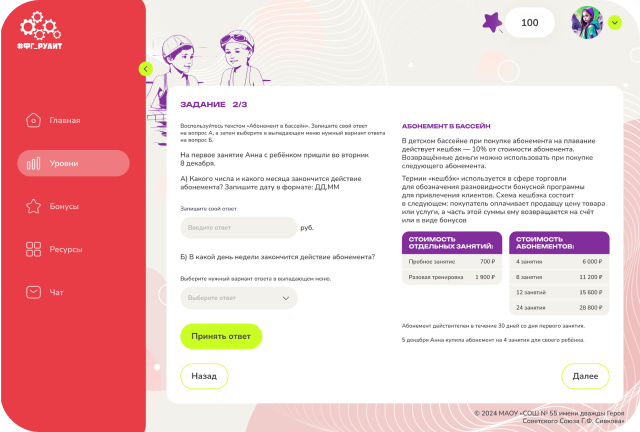 #ФГ_РУЛИТ
100
Главная
Уровни
Бонусы
Ресурсы
Чат
ЗАДАНИЕ 2/3
Воспользуйтесь текстом «Абонемент в бассейн». Запишите свой ответ
на вопрос А, а затем выберите в выпадающем меню нужный вариант ответа
на вопрос Б.
На первое занятие Анна с ребёнком пришли во вторник
8 декабря.
А) Какого числа и какого месяца закончится действие
абонемента? Запишите дату в формате: ДД.ММ
Запишите свой ответ
Введите ответ
руб.
Б) В какой день недели закончится действие абонемента?
Выберите нужный вариант ответа в выпадающем меню.
Выберите ответ
Принять ответ
Назад
АБОНЕМЕНТ В БАССЕЙН
В детском бассейне при покупке абонемента на плавание
действует кешбэк — 10% от стоимости абонемента.
Возвращённые деньги можно использовать при покупке
следующего абонемента.
Термин «кешбэк» используется в сфере торговли
для обозначения разновидности бонусной программы
для привлечения клиентов. Схема кешбэка состоит
в следующем: покупатель оплачивает продавцу цену товара
или услуги, а часть этой суммы ему возвращается на счёт
или в виде бонусов
СТОИМОСТЬ
ОТДЕЛЬНЫХ ЗАНЯТИЙ:
Пробное занятие 700 ₽
Разовая тренировка 1 900 ₽
СТОИМОСТЬ
АБОНЕМЕНТОВ:
4 занятия 6 000 ₽
8 занятия 11 200 ₽
12 занятий 15 600 ₽
24 занятия 28 800 ₽
Абонемент действителен в течение 30 дней со дня первого занятия.
5 декабря Анна купила абонемент на 4 занятия для своего ребёнка.
Далее
© 2024 МАОУ «СОШ № 55 имени дважды Героя
Советского Союза Г.Ф. Сивкова»